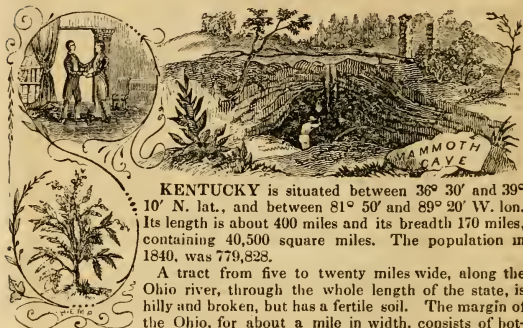 MAMMOTH
CAVE
KENTUCKY is situated between 36° 30' and 39°
10' N. lat., and between 81° 50' and 89° 20' W. lon.
Its length is about 400 miles and its breadth 170 miles,
containing 40,500 square miles. The population in
1840, was 779,828.
A tract from five to twenty miles wide, along the
Ohio river, through the whole length of the state, is
hilly and broken, but has a fertile soil. The margin of
the Ohio, for about a mile in width, consists of
HEMP